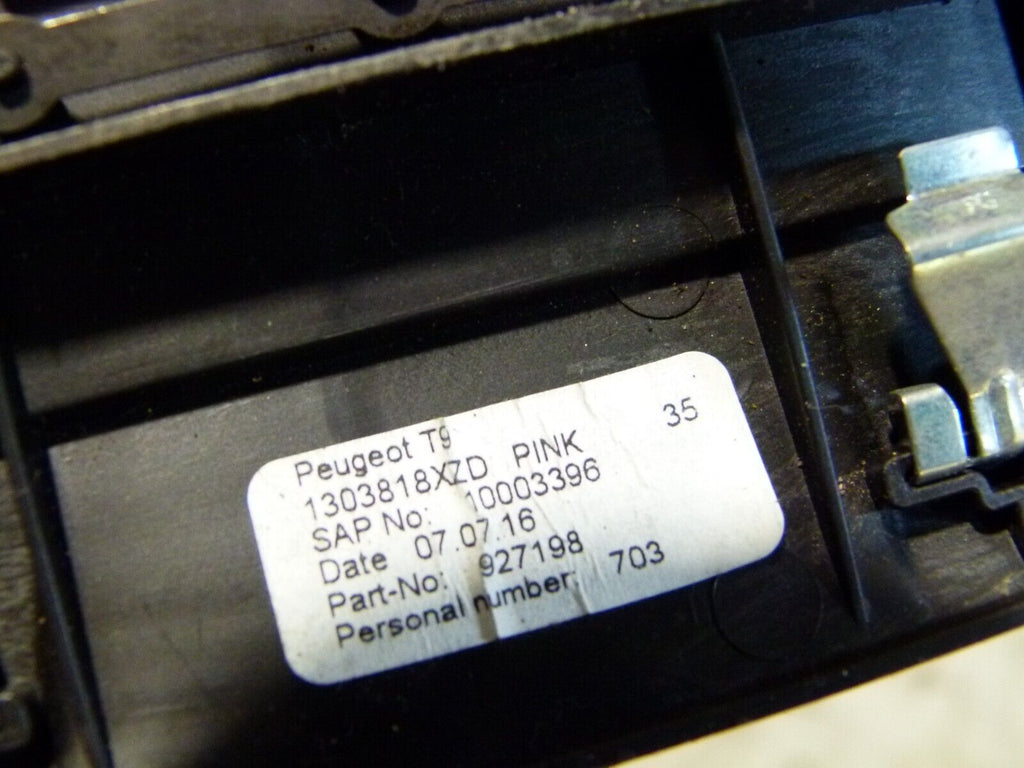 Peugeot T9 35
1303818XZD PINK
SAP No: 10003396
Date 07.07.16
Part-No: 927198
Personal number: 703